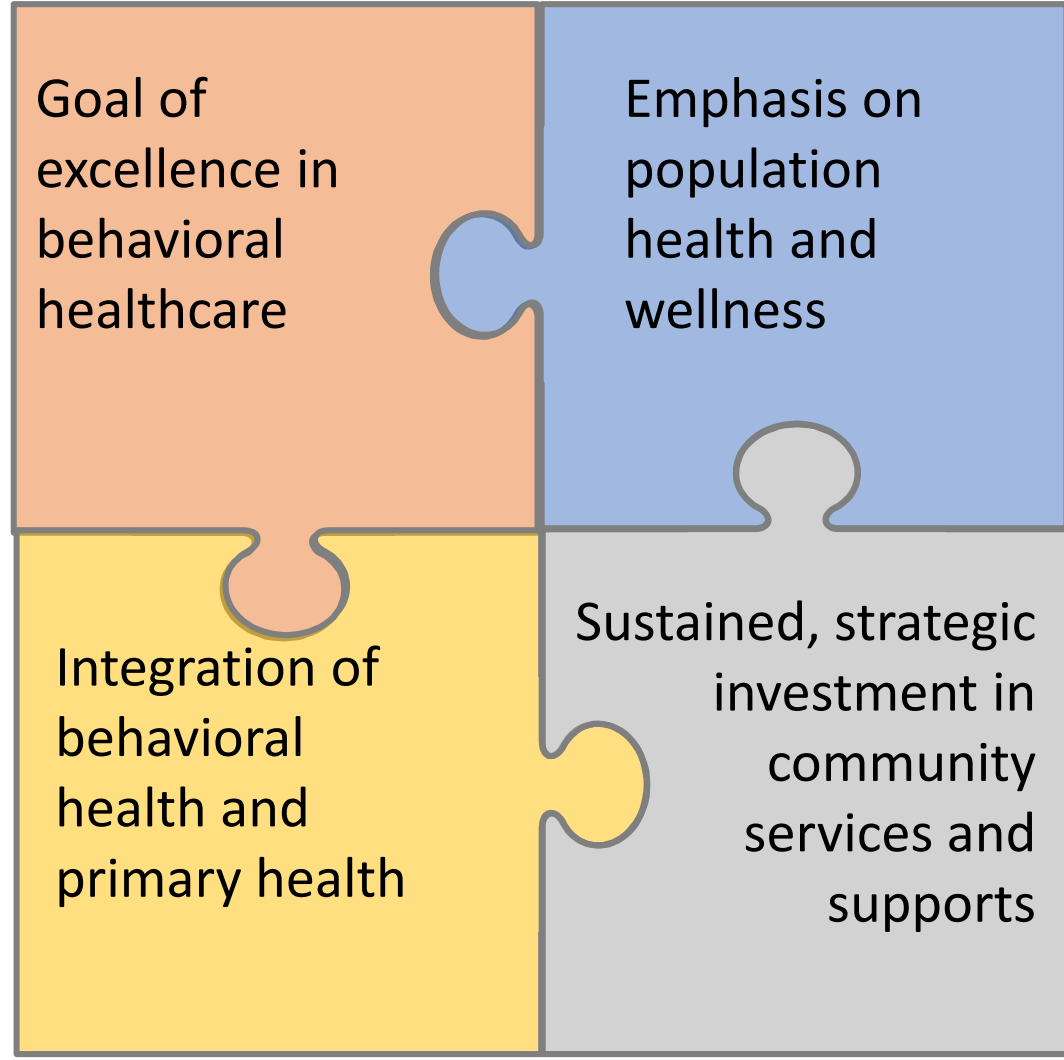 Goal of
excellence in
behavioral
healthcare
Emphasis on
population
health and
wellness
Integration of
behavioral
health and
primary health
Sustained, strategic
investment in
community
services and
supports